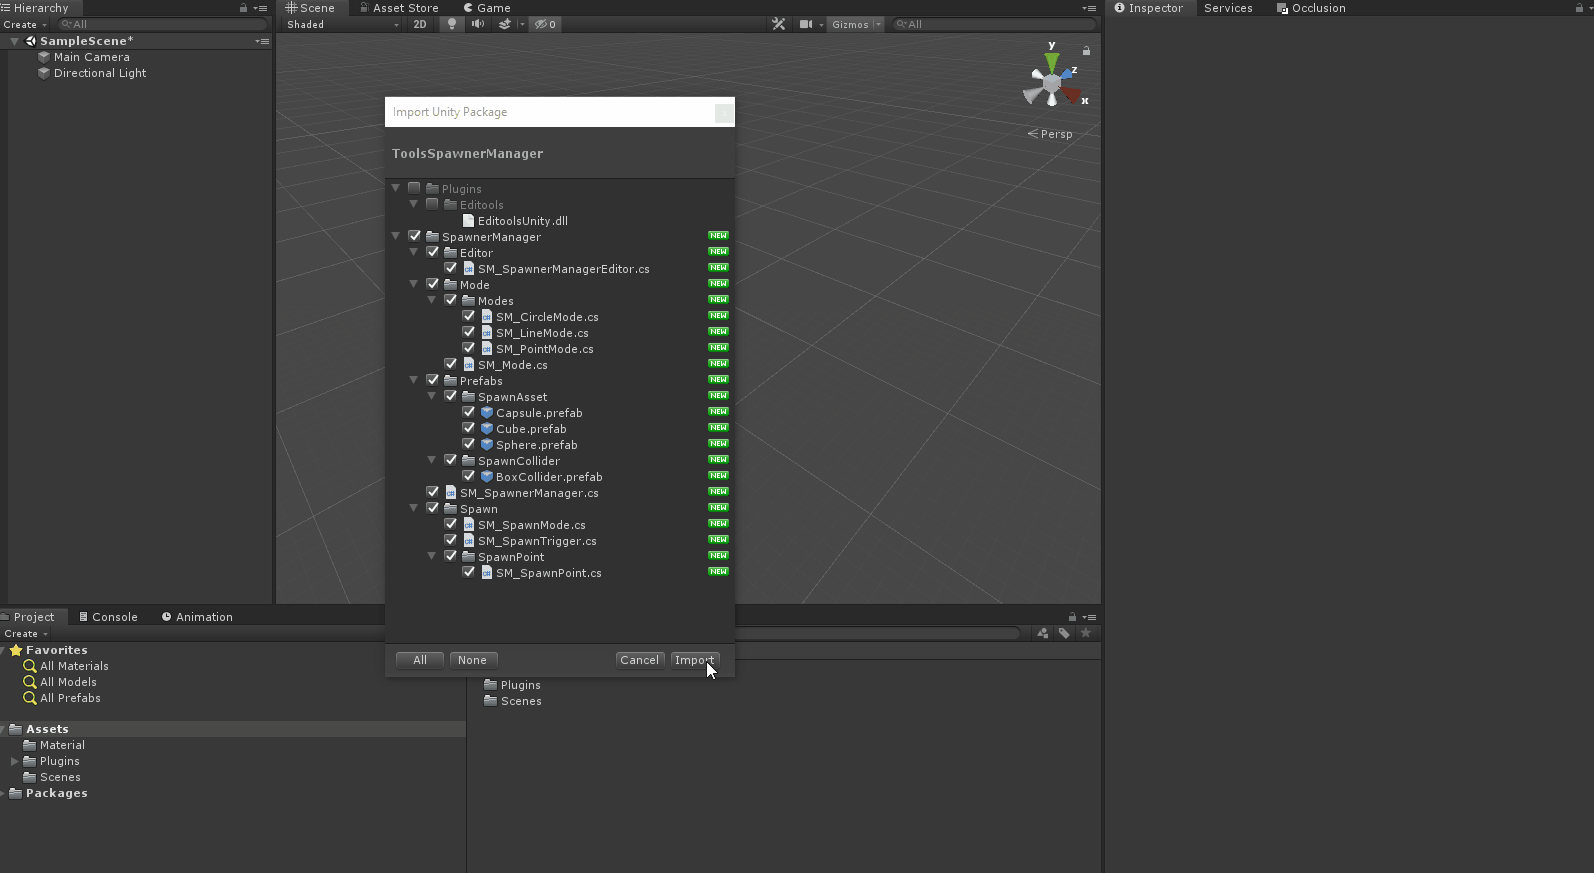 Hierarchy
Create
All
SampleScene*
Main Camera
Directional Light
Scene
Asset Store
Game
Shaded
2D
0
Gizmos
All
y
z
x
Persp
Inspector
Services
Occlusion
Import Unity Package
ToolsSpawnerManager
Plugins
Editools
EditoolsUnity.dll
SpawnerManager NEW
Editor NEW
SM_SpawnerManagerEditor.cs NEW
Mode NEW
Modes NEW
SM_CircleMode.cs NEW
SM_LineMode.cs NEW
SM_PointMode.cs NEW
SM_Mode.cs NEW
Prefabs NEW
SpawnAsset NEW
Capsule.prefab NEW
Cube.prefab NEW
Sphere.prefab NEW
SpawnCollider NEW
BoxCollider.prefab NEW
SM_SpawnerManager.cs NEW
Spawn NEW
SM_SpawnMode.cs NEW
SM_SpawnTrigger.cs NEW
SpawnPoint NEW
SM_SpawnPoint.cs NEW
All
None
Cancel
Import
Project
Console
Animation
Create
Favorites
All Materials
All Models
All Prefabs
Assets
Material
Plugins
Scenes
Packages
Plugins
Scenes